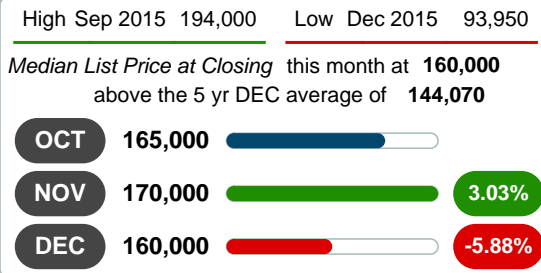 High Sep 2015 194,000 Low Dec 2015 93,950
Median List Price at Closing this month at 160,000
above the 5 yr DEC average of 144,070
OCT 165,000
NOV 170,000 3.03%
DEC 160,000 -5.88%